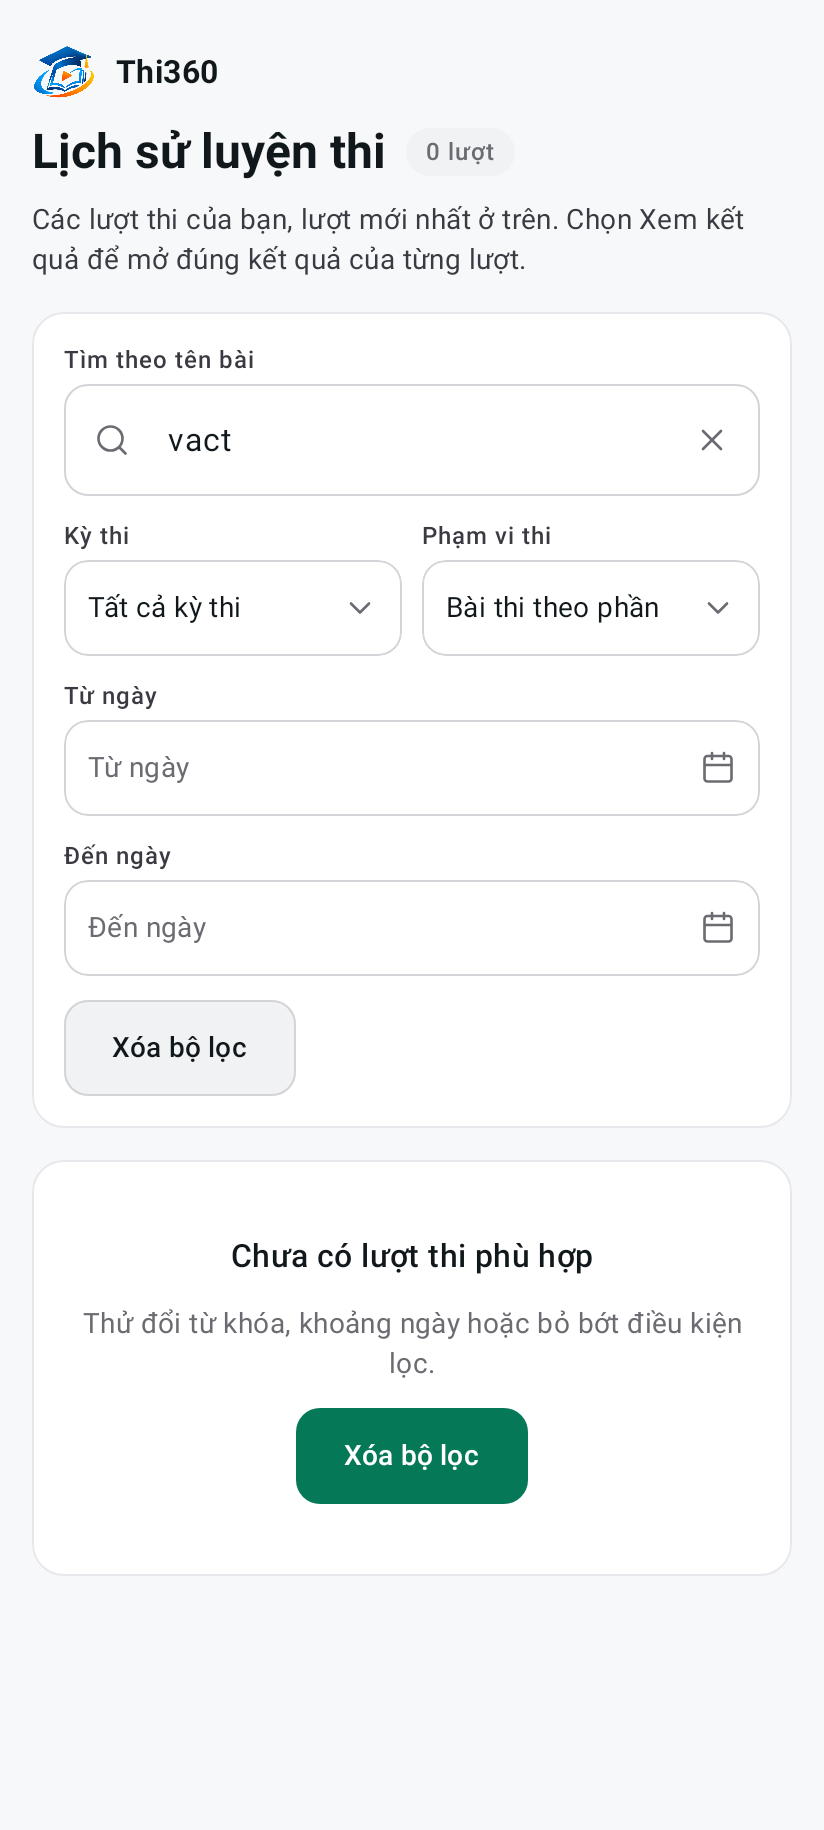 Thi360
Lịch sử luyện thi
0 lượt
Các lượt thi của bạn, lượt mới nhất ở trên. Chọn Xem kết
quả để mở đúng kết quả của từng lượt.
Tìm theo tên bài
vact
Kỳ thi
Phạm vi thi
Tất cả kỳ thi
Bài thi theo phần
Từ ngày
Từ ngày
Đến ngày
Đến ngày
Xóa bộ lọc
Chưa có lượt thi phù hợp
Thử đổi từ khóa, khoảng ngày hoặc bỏ bớt điều kiện
lọc.
Xóa bộ lọc